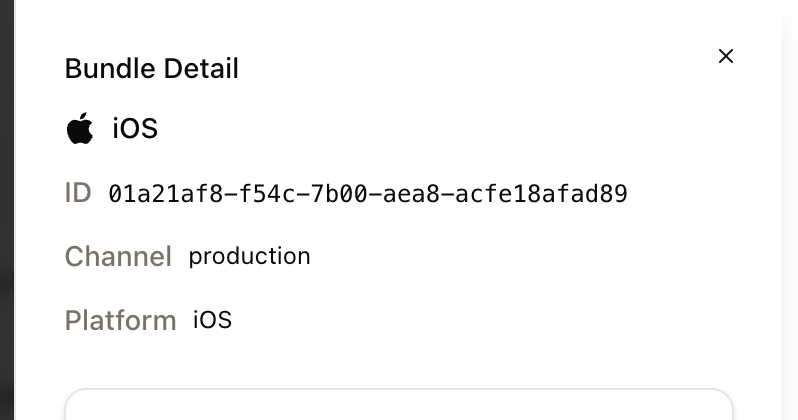 Bundle Detail
iOS
ID 01a21af8-f54c-7b00-aea8-acfe18afad89
Channel production
Platform iOS